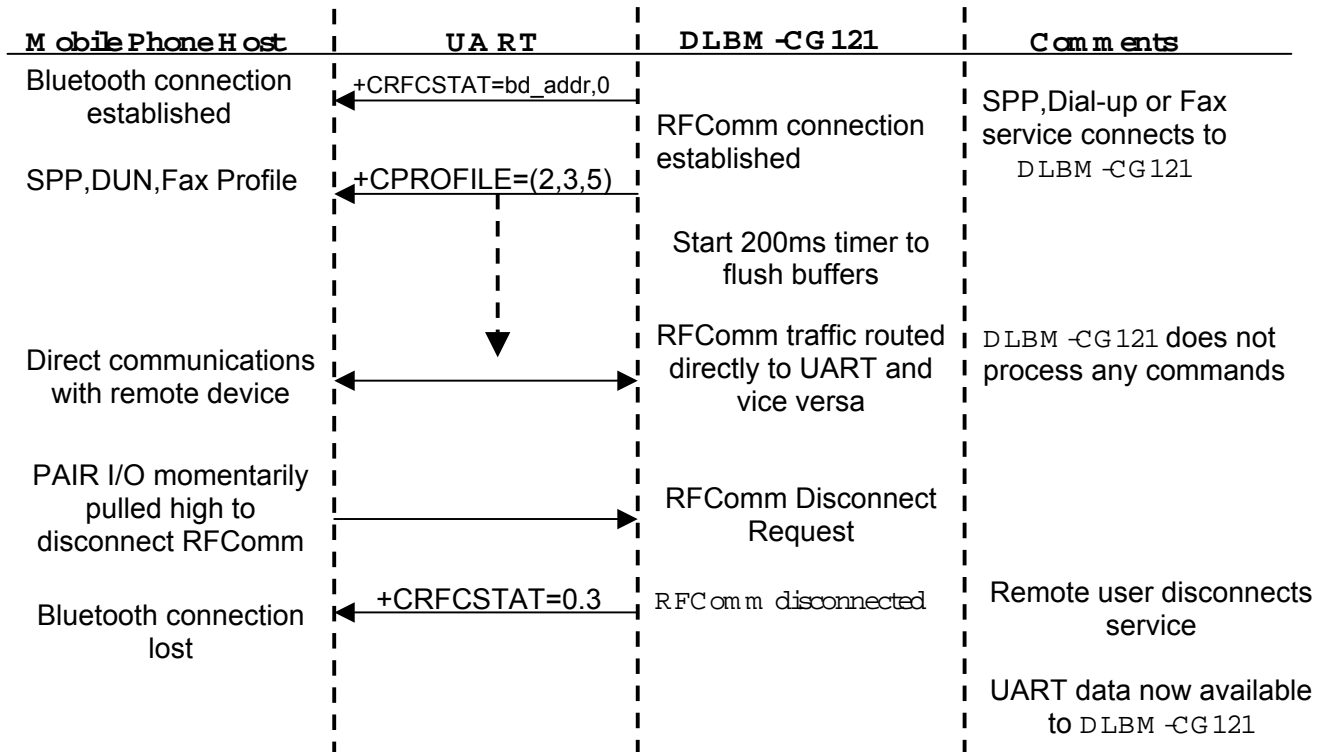 Mobile Phone Host UART DLBM-CG121 Comments
Bluetooth connection
established
+CRFCSTAT=bd_addr,0
RFComm connection
established
SPP,Dial-up or Fax
service connects to
DLBM-CG121
SPP,DUN,Fax Profile
+CPROFILE=(2,3,5)
Start 200ms timer to
flush buffers
Direct communications
with remote device
RFComm traffic routed
directly to UART and
vice versa
DLBM-CG121 does not
process any commands
PAIR I/O momentarily
pulled high to
disconnect RFComm
RFComm Disconnect
Request
Bluetooth connection
lost
+CRFCSTAT=0.3
RFComm disconnected
Remote user disconnects
service
UART data now available
to DLBM-CG121